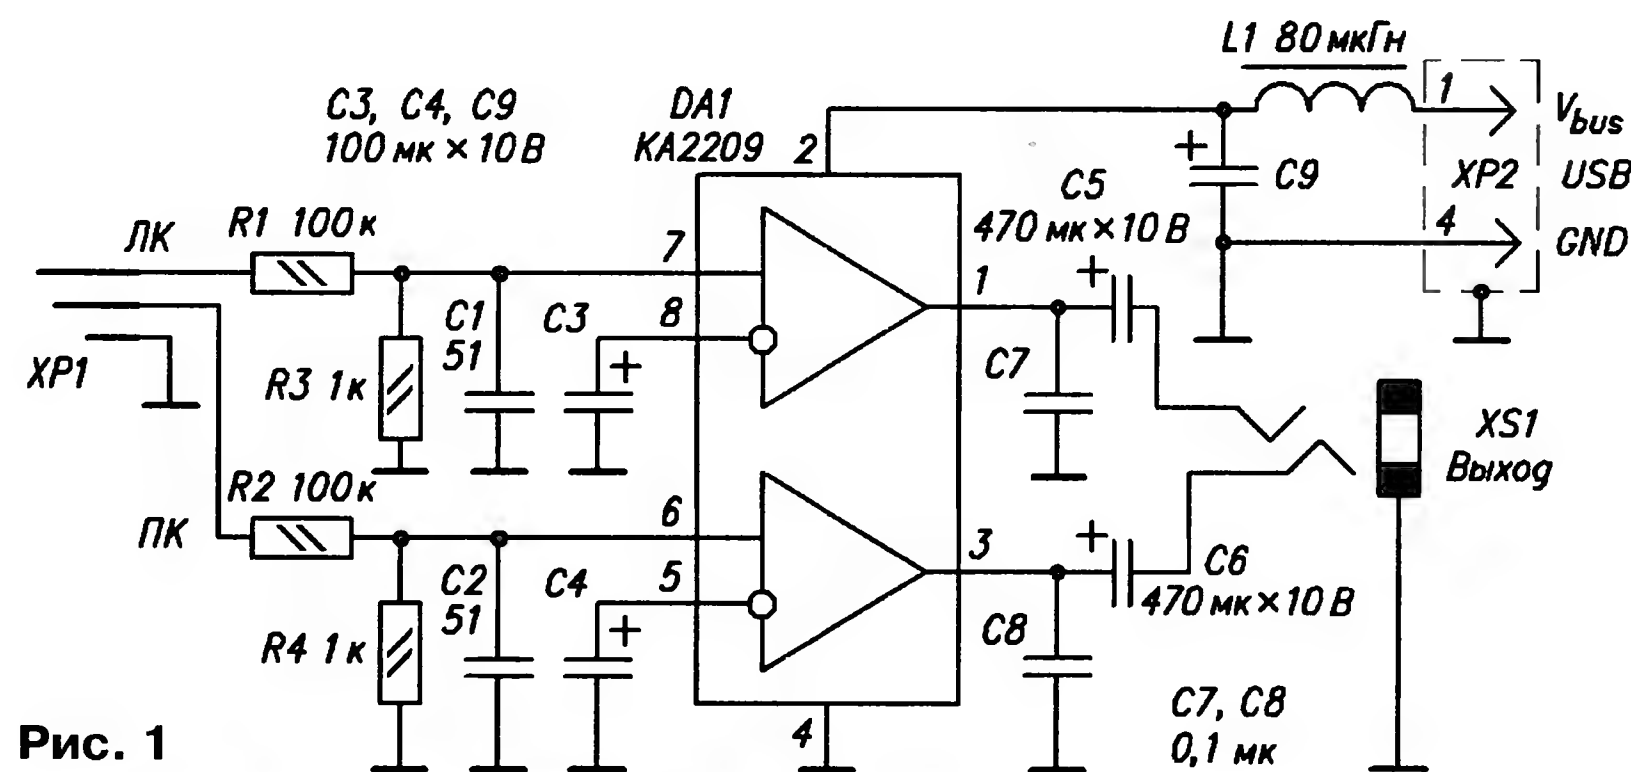 L1 80 мкГн
1
Vbus
C3, C4, C9
100 мк × 10 В
DA1
KA2209
2
+
C9
XP2
USB
C5
470 мк × 10 В
4
GND
ЛК
R1 100 к
7
+
1
C1
51
C3
8
+
C7
XP1
R3 1 к
XS1
Выход
R2 100 к
ПК
6
+
3
C2
51
C4
5
+
C6
470 мк × 10 В
C8
R4 1 к
C7, C8
0,1 мк
4
Рис. 1